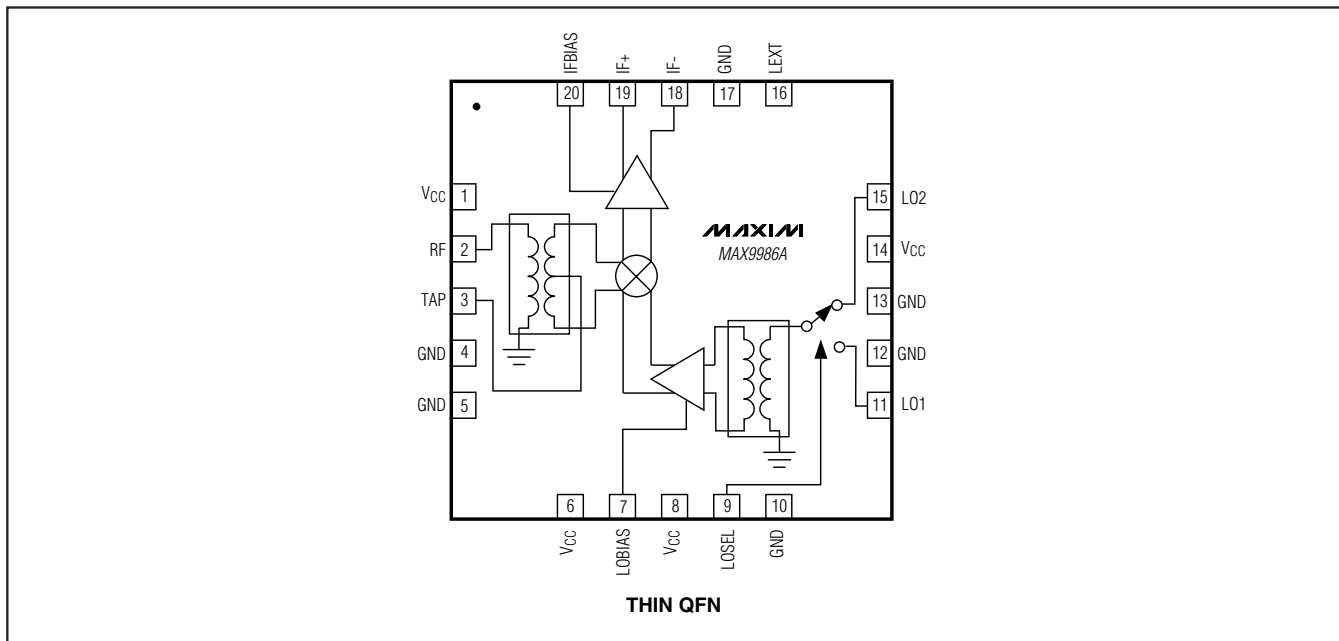 IFBIAS
IF+
IF-
GND
LEXT
20
19
18
17
16
VCC 1
RF 2
TAP 3
GND 4
GND 5
MAXIM
MAX9986A
15 LO2
14 VCC
13 GND
12 GND
11 LO1
6
7
8
9
10
VCC
LOBIAS
VCC
LOSEL
GND
THIN QFN